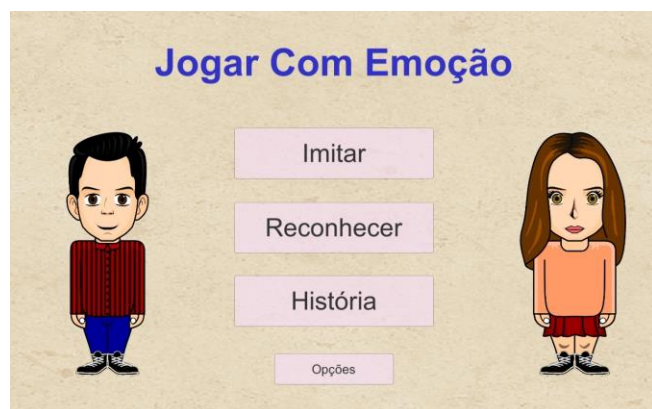 Jogar Com Emoção
Imitar
Reconhecer
História
Opções